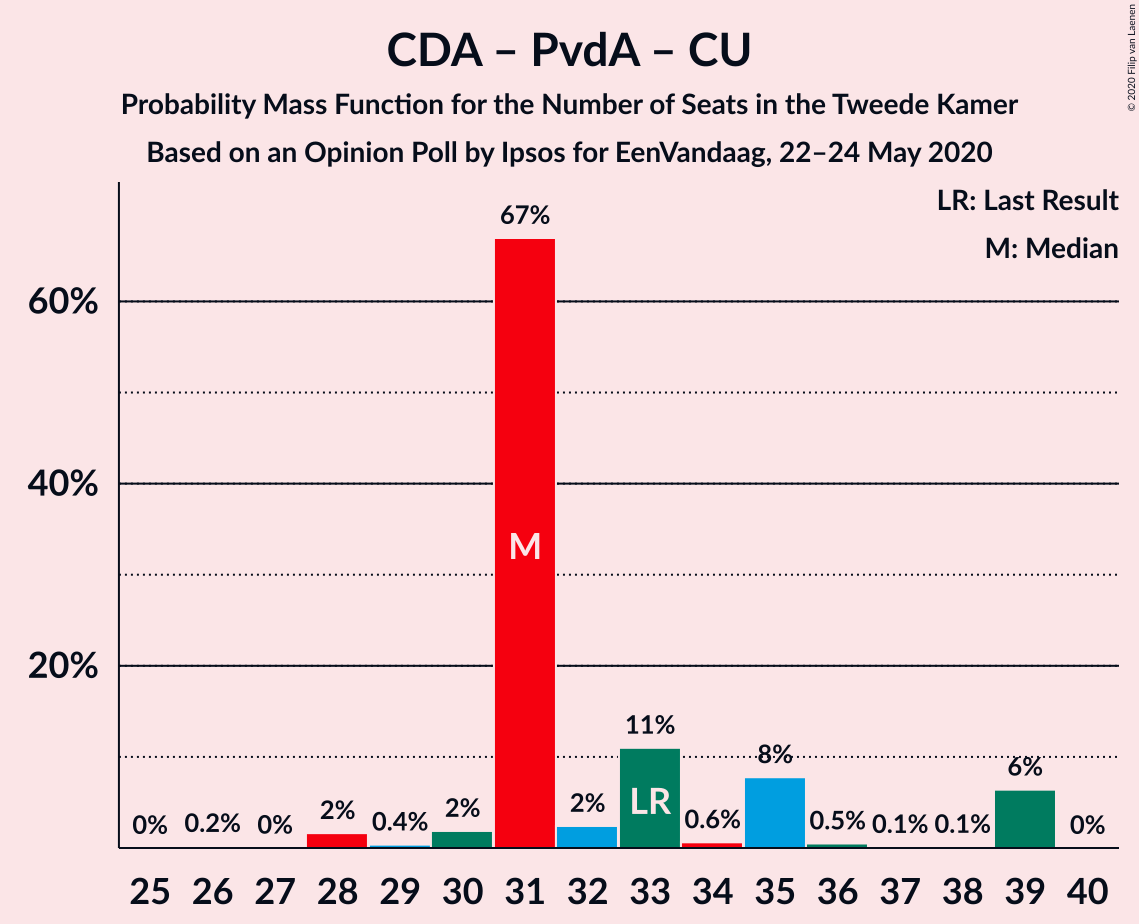 CDA – PvdA – CU
Probability Mass Function for the Number of Seats in the Tweede Kamer
Based on an Opinion Poll by Ipsos for EenVandaag, 22–24 May 2020
© 2020 Filip van Laenen
LR: Last Result
M: Median
67%
60%
40%
M
20%
11%
8%
6%
0% 0.2% 0% 2% 0.4% 2% 2% LR 0.6% 0.5% 0.1% 0.1% 0%
25 26 27 28 29 30 31 32 33 34 35 36 37 38 39 40